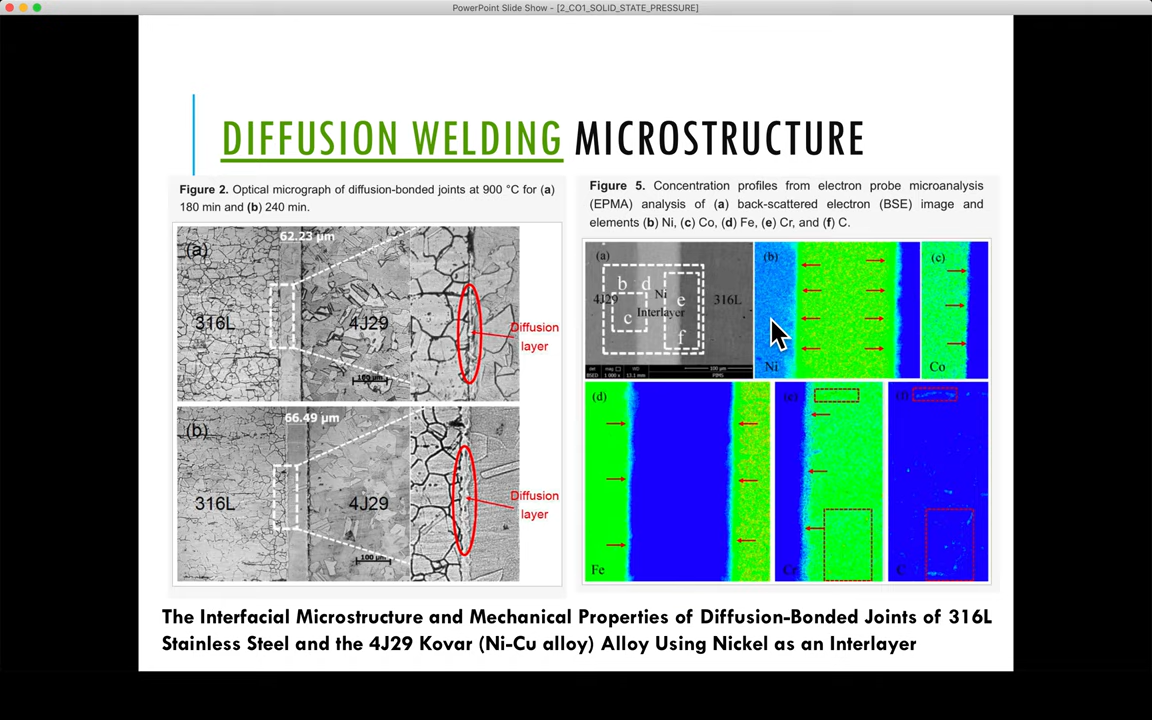 PowerPoint Slide Show - [2_CO1_SOLID_STATE_PRESSURE]
DIFFUSION WELDING MICROSTRUCTURE
Figure 2. Optical micrograph of diffusion-bonded joints at 900 °C for (a)
180 min and (b) 240 min.
(a)
62.23 µm
316L
4J29
Diffusion
layer
100 µm
(b)
66.49 µm
316L
4J29
Diffusion
layer
100 µm
Figure 5. Concentration profiles from electron probe microanalysis
(EPMA) analysis of (a) back-scattered electron (BSE) image and
elements (b) Ni, (c) Co, (d) Fe, (e) Cr, and (f) C.
(a)
b d
Ni
e
4J29
316L
c
Interlayer
f
100 µm
(b)
Ni
(c)
Co
(d)
Fe
(e)
Cr
(f)
C
The Interfacial Microstructure and Mechanical Properties of Diffusion-Bonded Joints of 316L
Stainless Steel and the 4J29 Kovar (Ni-Cu alloy) Alloy Using Nickel as an Interlayer